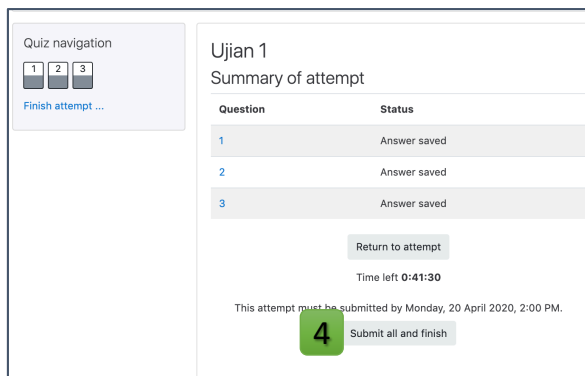 Quiz navigation
1 2 3
Finish attempt ...
Ujian 1
Summary of attempt
Question Status
1 Answer saved
2 Answer saved
3 Answer saved
Return to attempt
Time left 0:41:30
This attempt must be submitted by Monday, 20 April 2020, 2:00 PM.
4 Submit all and finish